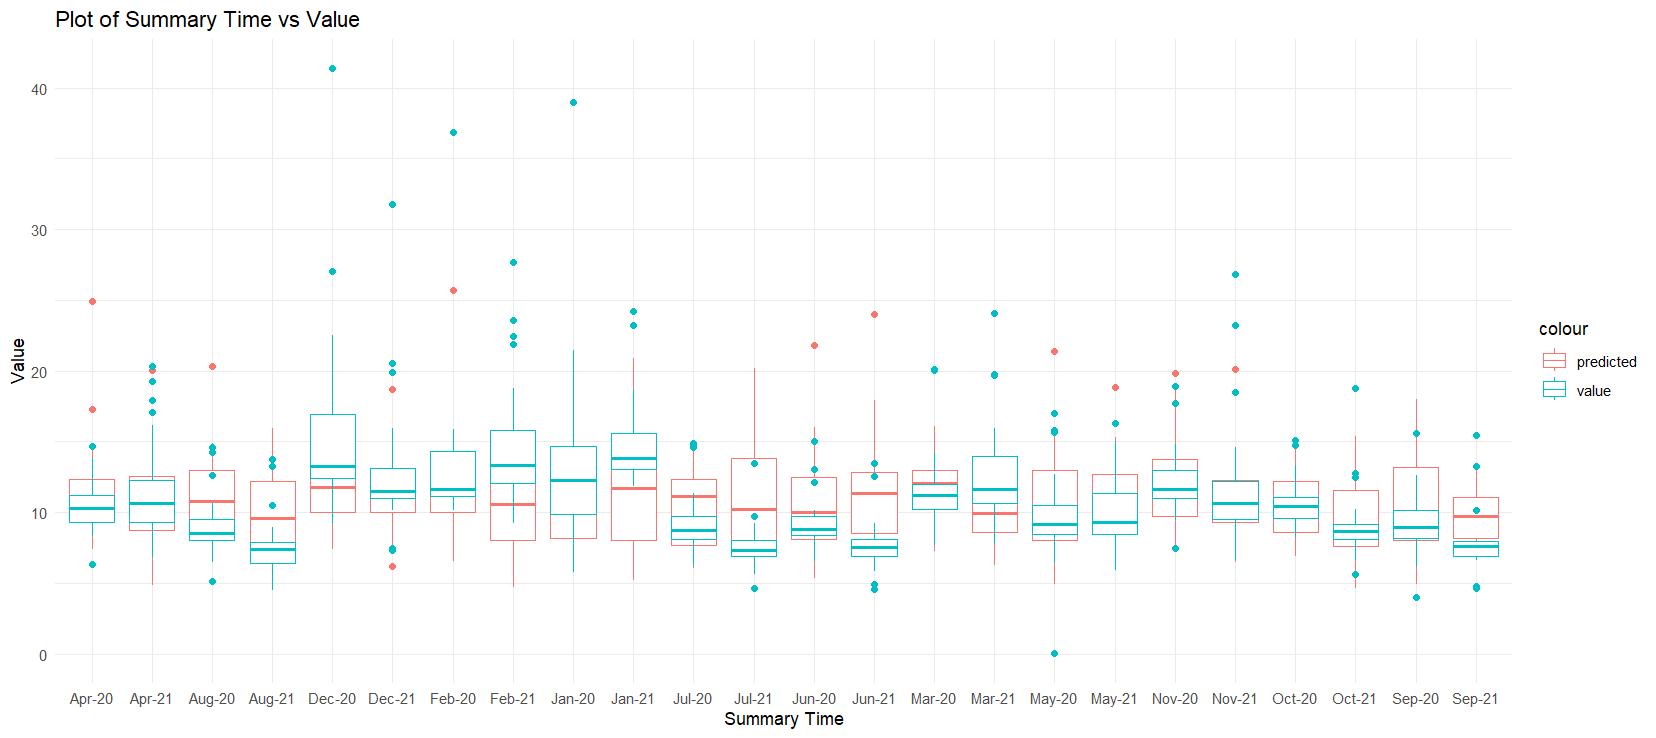 Plot of Summary Time vs Value
Value
40
30
20
10
0
Apr-20 Apr-21 Aug-20 Aug-21 Dec-20 Dec-21 Feb-20 Feb-21 Jan-20 Jan-21 Jul-20 Jul-21 Jun-20 Jun-21 Mar-20 Mar-21 May-20 May-21 Nov-20 Nov-21 Oct-20 Oct-21 Sep-20 Sep-21
Summary Time
colour
predicted
value